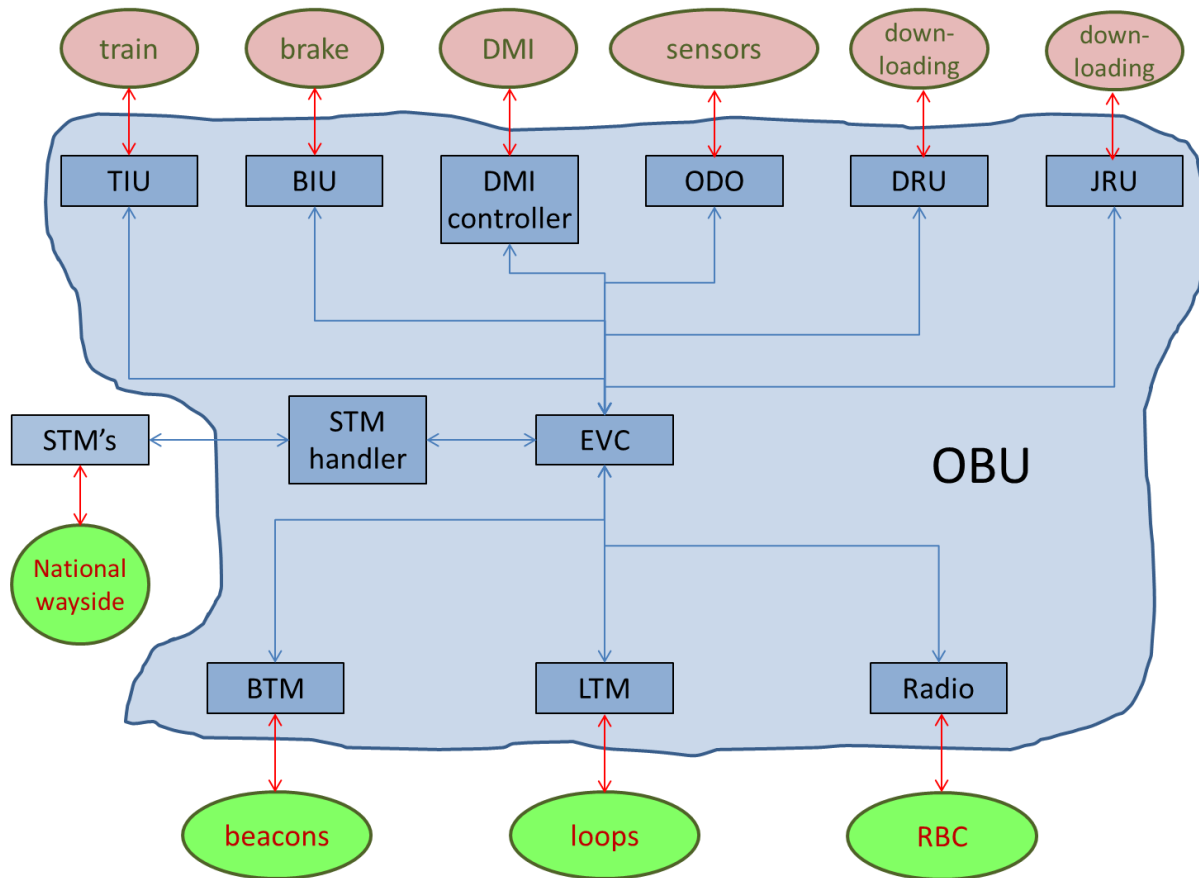 train
brake
DMI
sensors
down-
loading
down-
loading
TIU
BIU
DMI
controller
ODO
DRU
JRU
STM's
STM
handler
EVC
OBU
National
wayside
BTM
LTM
Radio
beacons
loops
RBC